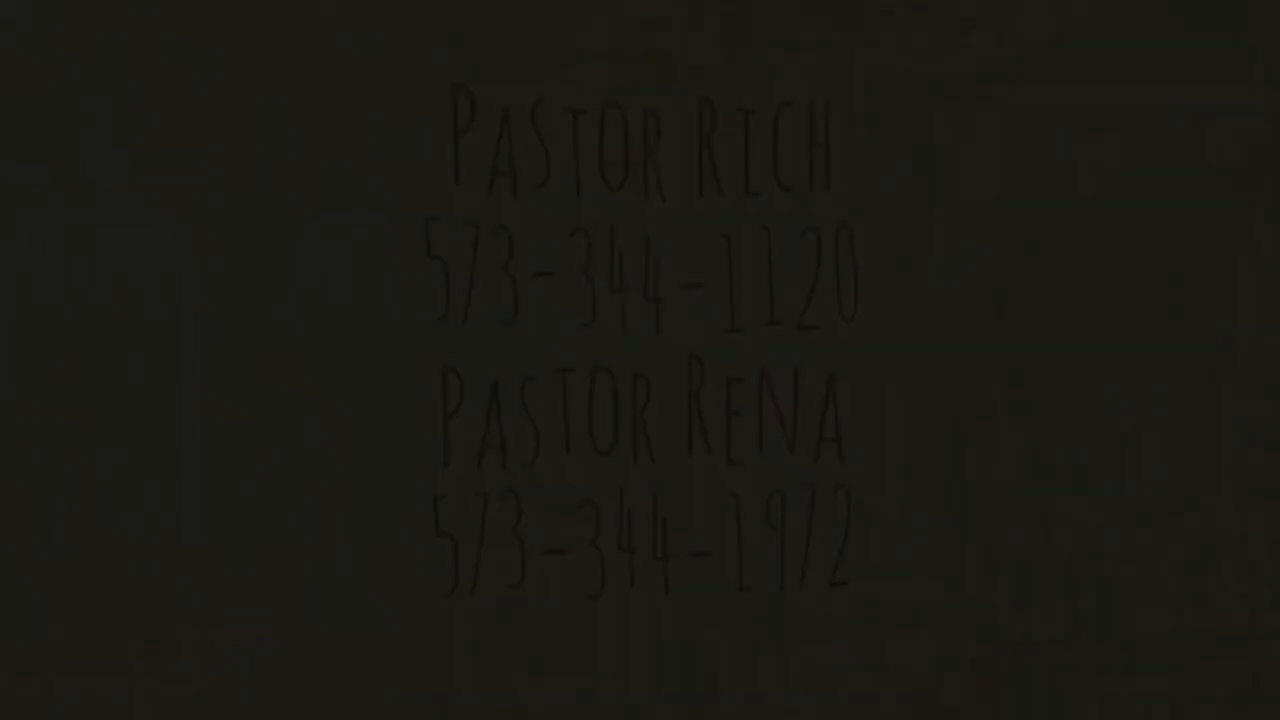 PASTOR RICH
573-344-1120
PASTOR RENA
573-344-1972